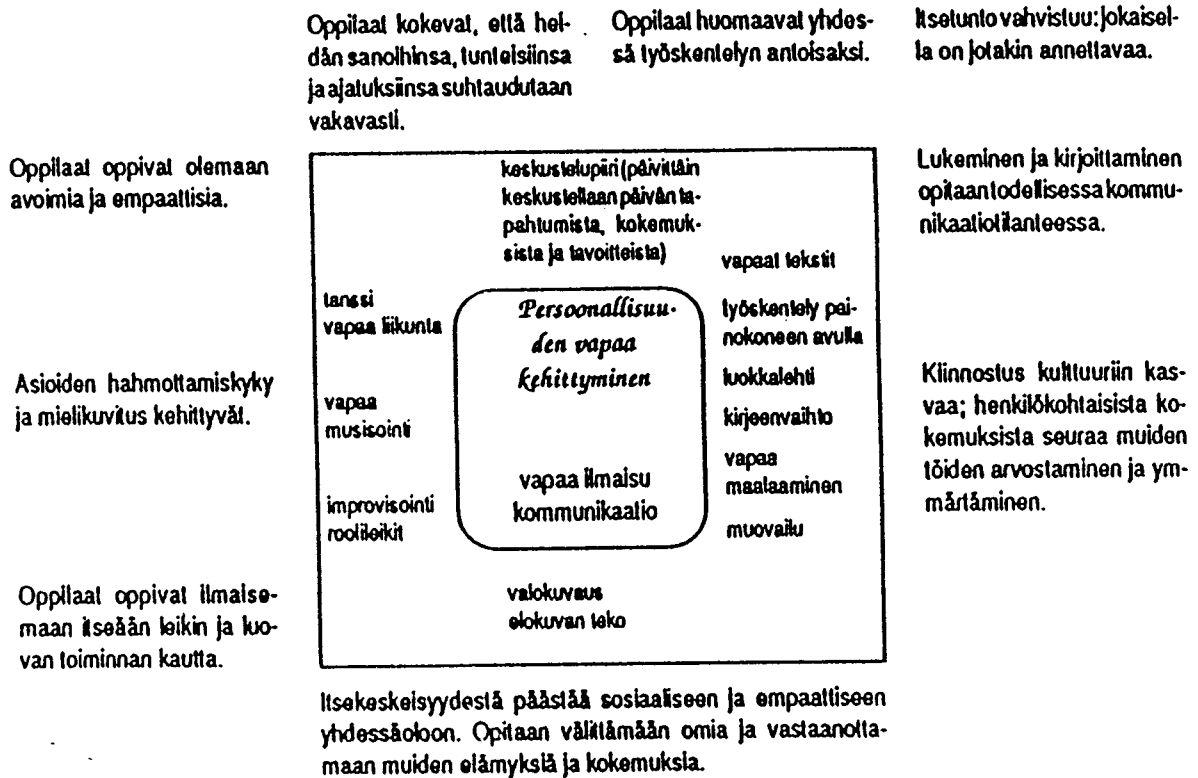 Oppilaat kokevat, että hei-
dän sanoihinsa, tunteisiinsa
ja ajatuksiinsa suhtaudutaan
vakavasti.
Oppilaat huomaavat yhdes-
sä työskentelyn antoisaksi.
Itsetunto vahvistuu: jokaisel-
la on jotakin annettavaa.
Oppilaat oppivat olemaan
avoimia ja empaattisia.
Asioiden hahmottamiskyky
ja mielikuvitus kehittyvät.
Oppilaat oppivat ilmaise-
maan itseään leikin ja luo-
van toiminnan kautta.
keskustelupiiri (päivittäin
keskustellaan päivän ta-
pahtumista, kokemuk-
sista ja tavoitteista)
tanssi
vapaa liikunta
vapaa
musisointi
improvisointi
roolileikit
Persoonallisuu-
den vapaa
kehittyminen
vapaa ilmaisu
kommunikaatio
vapaat tekstit
työskentely pai-
nokoneen avulla
luokkalehti
kirjeenvaihto
vapaa
maalaaminen
muovailu
valokuvaus
elokuvan teko
Lukeminen ja kirjoittaminen
opitaan todellisessa kommu-
nikaatiotilanteessa.
Kiinnostus kulttuuriin kas-
vaa; henkilökohtaisista ko-
kemuksista seuraa muiden
töiden arvostaminen ja ym-
märtäminen.
Itsekeskeisyydestä päästää sosiaaliseen ja empaattiseen
yhdessäoloon. Opitaan välittämään omia ja vastaanotta-
maan muiden elämyksiä ja kokemuksia.